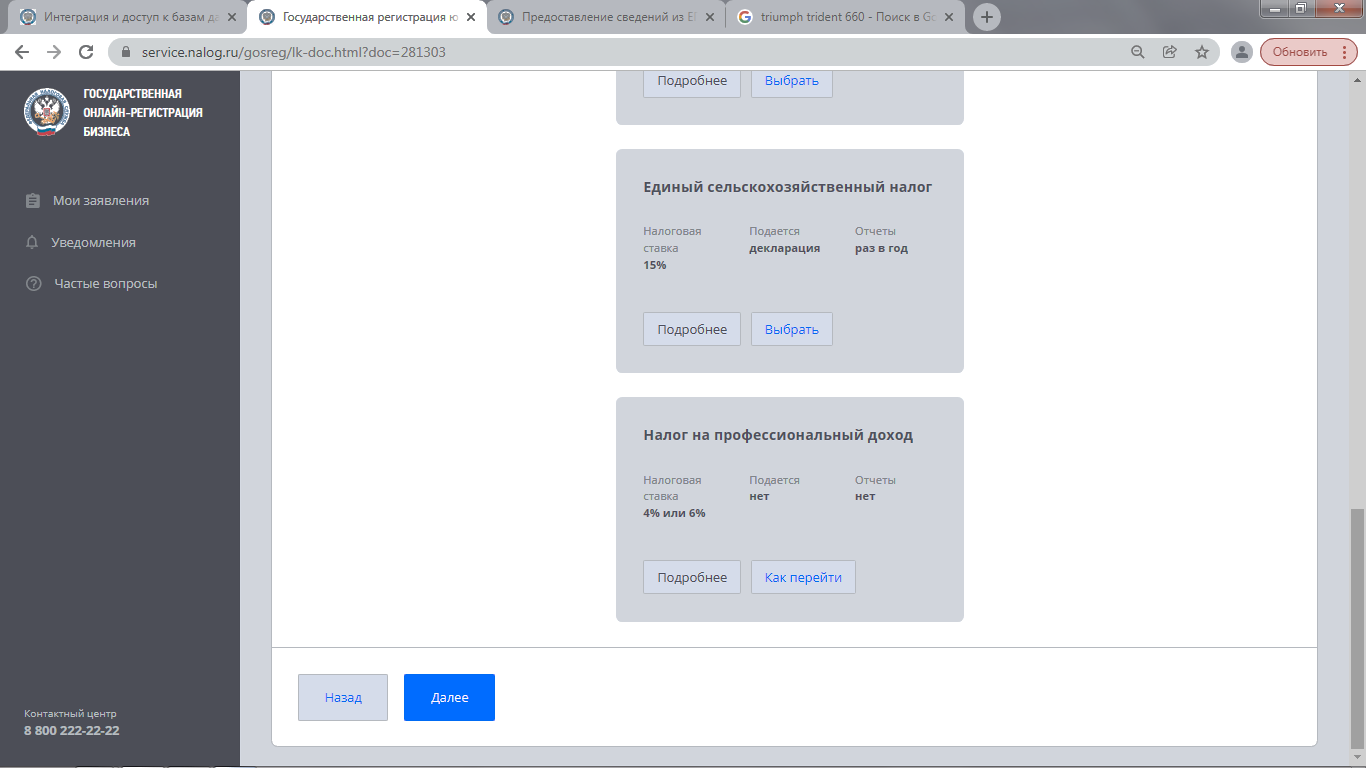 Интеграция и доступ к базам да
Государственная регистрация ю
Предоставление сведений из Е
triumph trident 660 - Поиск в Go
service.nalog.ru/gosreg/lk-doc.html?doc=281303
Обновить
ГОСУДАРСТВЕННАЯ
ОНЛАЙН-РЕГИСТРАЦИЯ
БИЗНЕСА
Мои заявления
Уведомления
Частые вопросы
Контактный центр
8 800 222-22-22
Подробнее Выбрать
Единый сельскохозяйственный налог
Налоговая Подается Отчеты
ставка декларация раз в год
15%
Подробнее Выбрать
Налог на профессиональный доход
Налоговая Подается Отчеты
ставка нет нет
4% или 6%
Подробнее Как перейти
Назад Далее